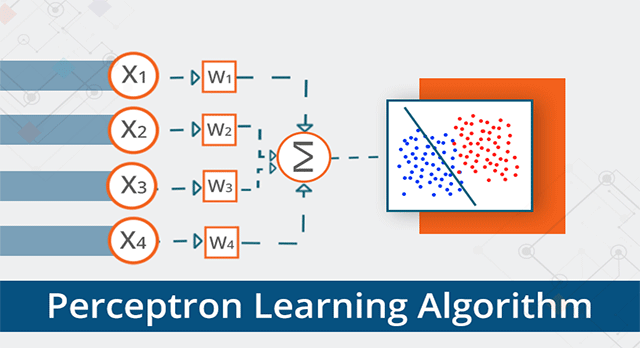 X1 W1
X2 W2
Σ
X3 W3
X4 W4
Perceptron Learning Algorithm